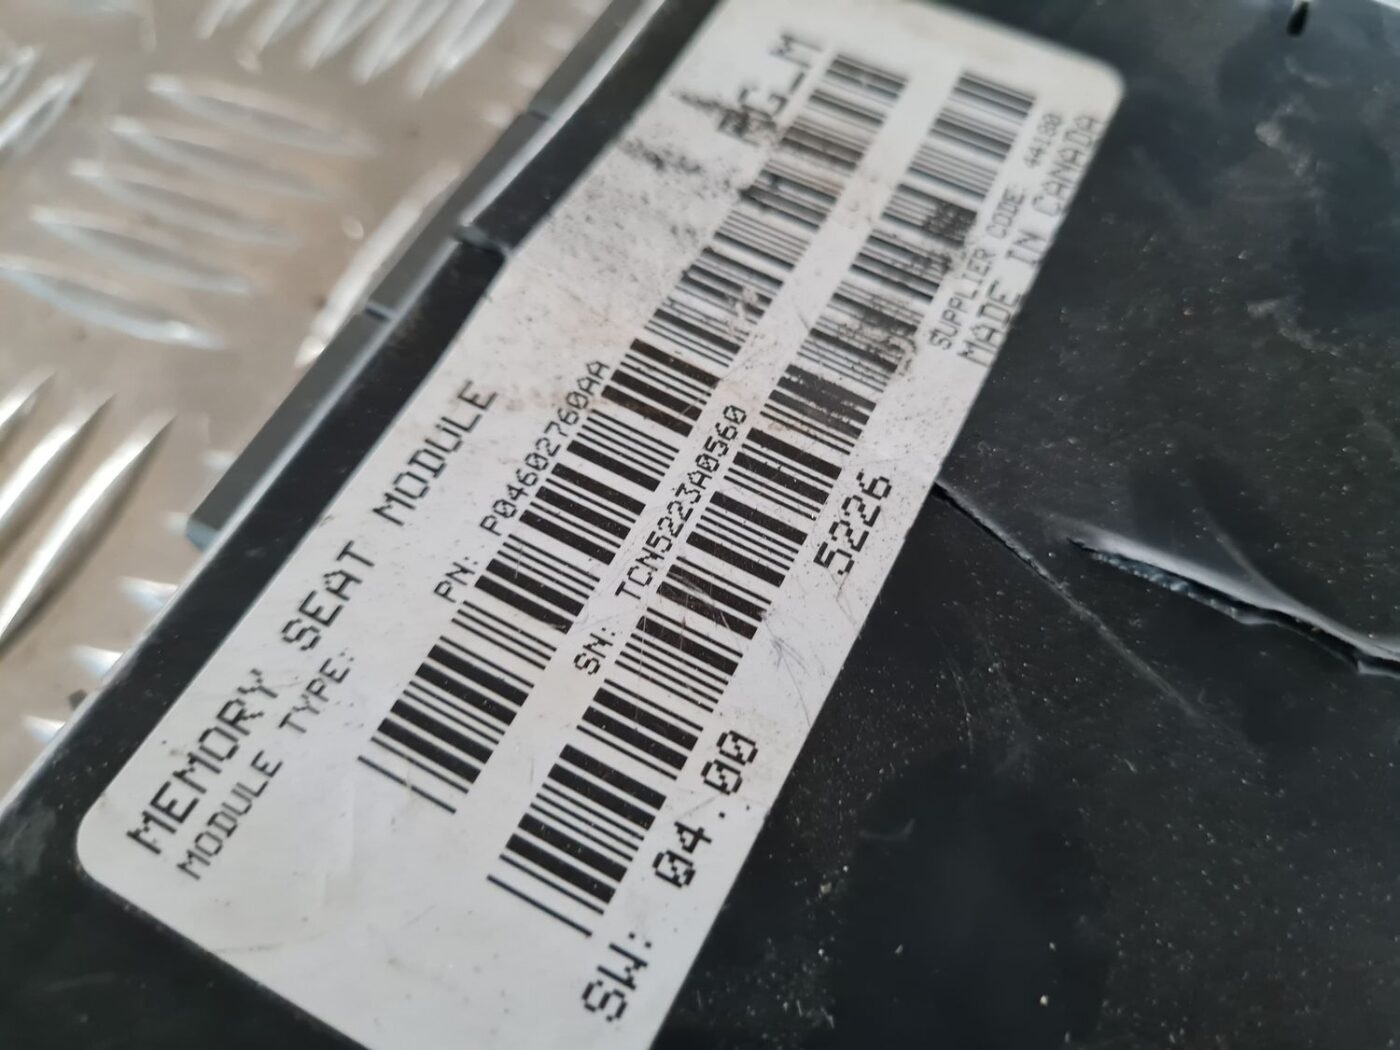 MEMORY SEAT MODULE
MODULE TYPE:
PN: P04602760AA
SN: TCN5223A0560
SW: 04.00 5226
SUPPLIER CODE: 44180
MADE IN CANADA